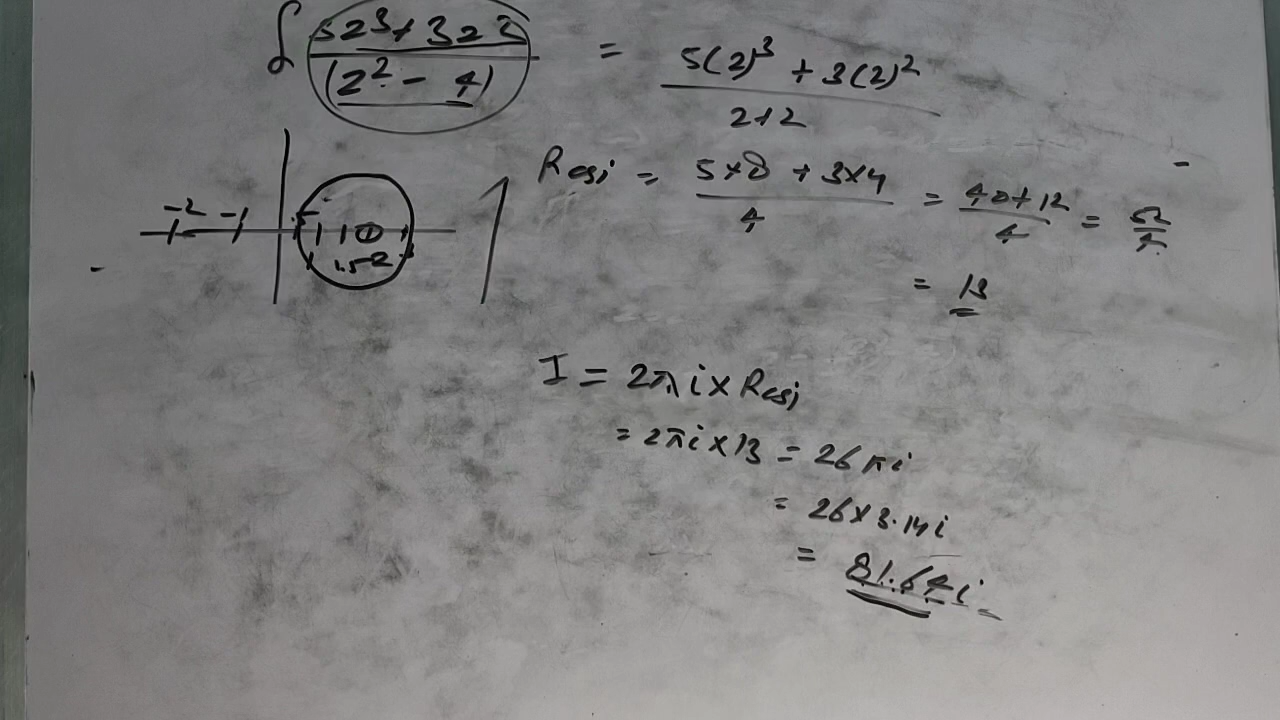 ∫ (5z³+3z²)/(z² - 4) = (5(2)³ + 3(2)²)/(2+2)
Resi = (5×8 + 3×4)/4 = (40+12)/4 = 52/4
= 13
-2 -1
1.5 2
I = 2πi × Resi
= 2πi × 13 = 26πi
= 26×3.14i
= 81.64i